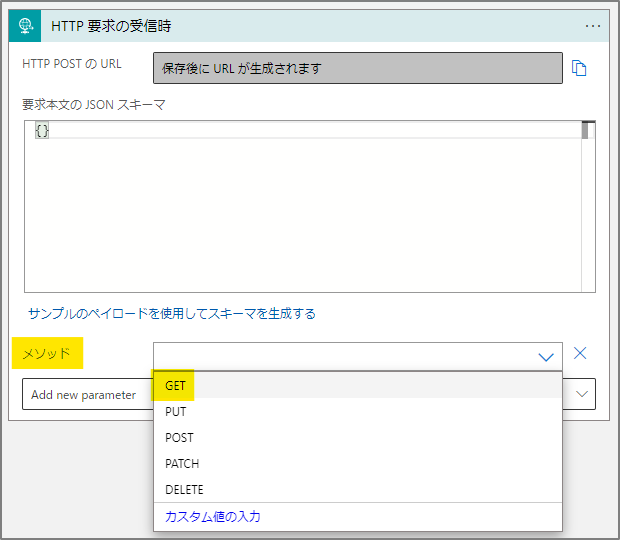 HTTP 要求の受信時
HTTP POST の URL
保存後に URL が生成されます
要求本文の JSON スキーマ
{}
サンプルのペイロードを使用してスキーマを生成する
メソッド
GET
Add new parameter
PUT
POST
PATCH
DELETE
カスタム値の入力